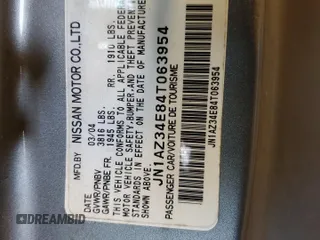 MFD. BY NISSAN MOTOR CO.,LTD
DATE 03/04
GVWR/PNBV 3816 LBS.
GAWR/PNBE FR. 1945 LBS. RR. 1910 LBS.
THIS VEHICLE CONFORMS TO ALL APPLICABLE FEDERAL
MOTOR VEHICLE SAFETY,BUMPER,AND THEFT PREVENTION
STANDARDS IN EFFECT ON THE DATE OF MANUFACTURE
SHOWN ABOVE.
JN1AZ34E84T063954
PASSENGER CAR/VOITURE DE TOURISME
JN1AZ34E84T063954
DREAMBID